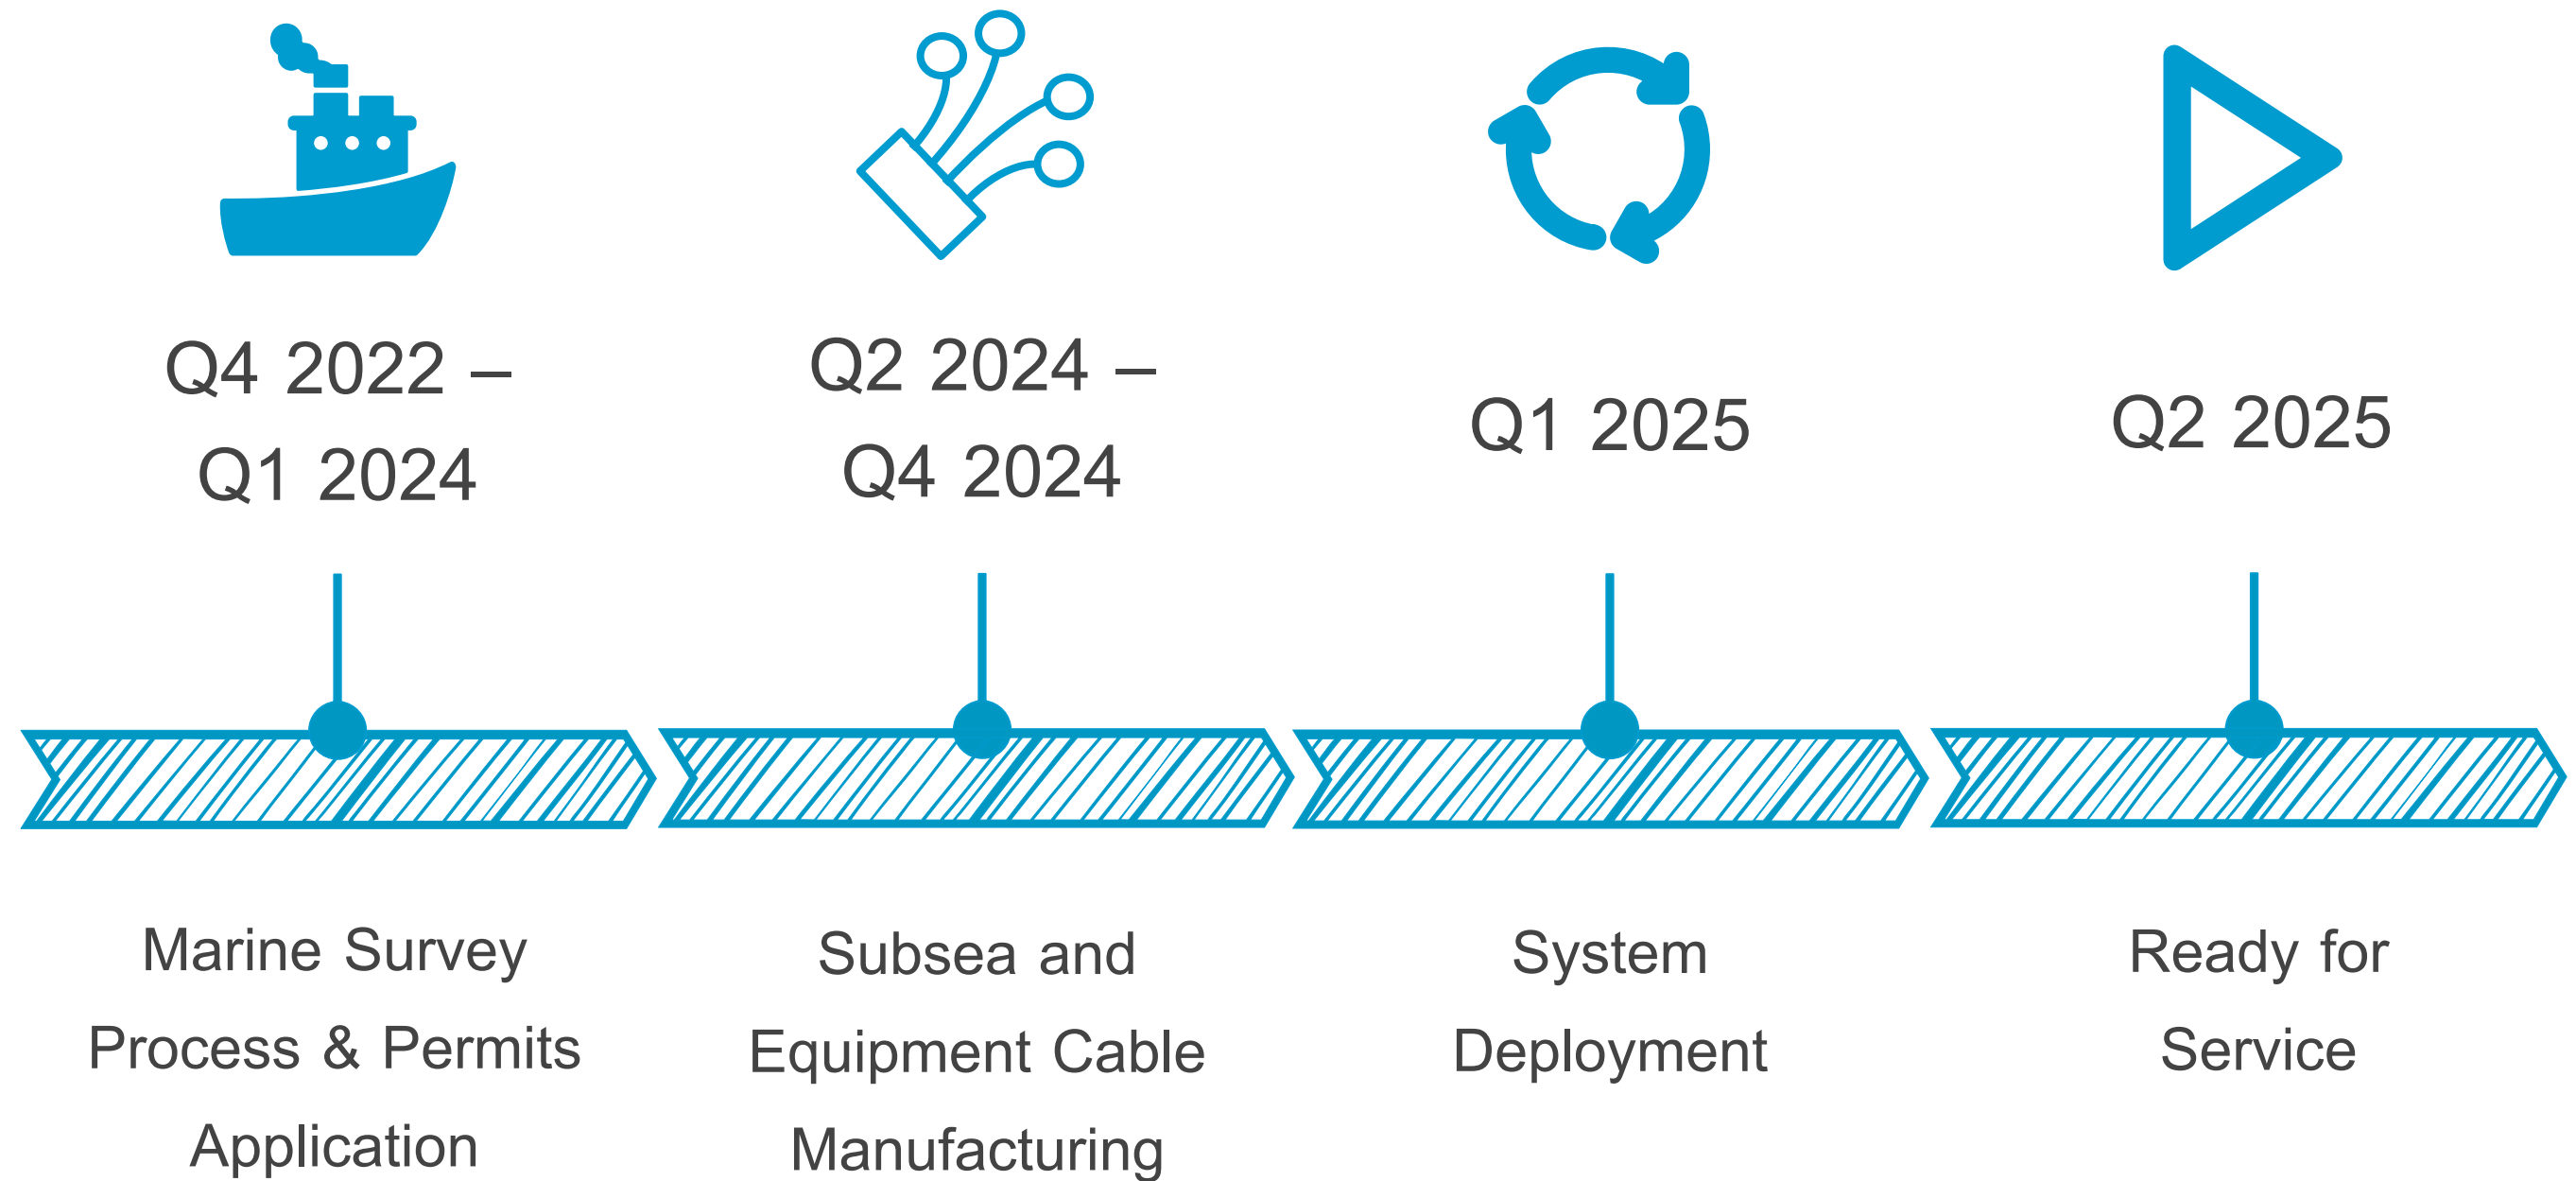 Q4 2022 –
Q1 2024
Q2 2024 –
Q4 2024
Q1 2025
Q2 2025
Marine Survey
Process & Permits
Application
Subsea and
Equipment Cable
Manufacturing
System
Deployment
Ready for
Service